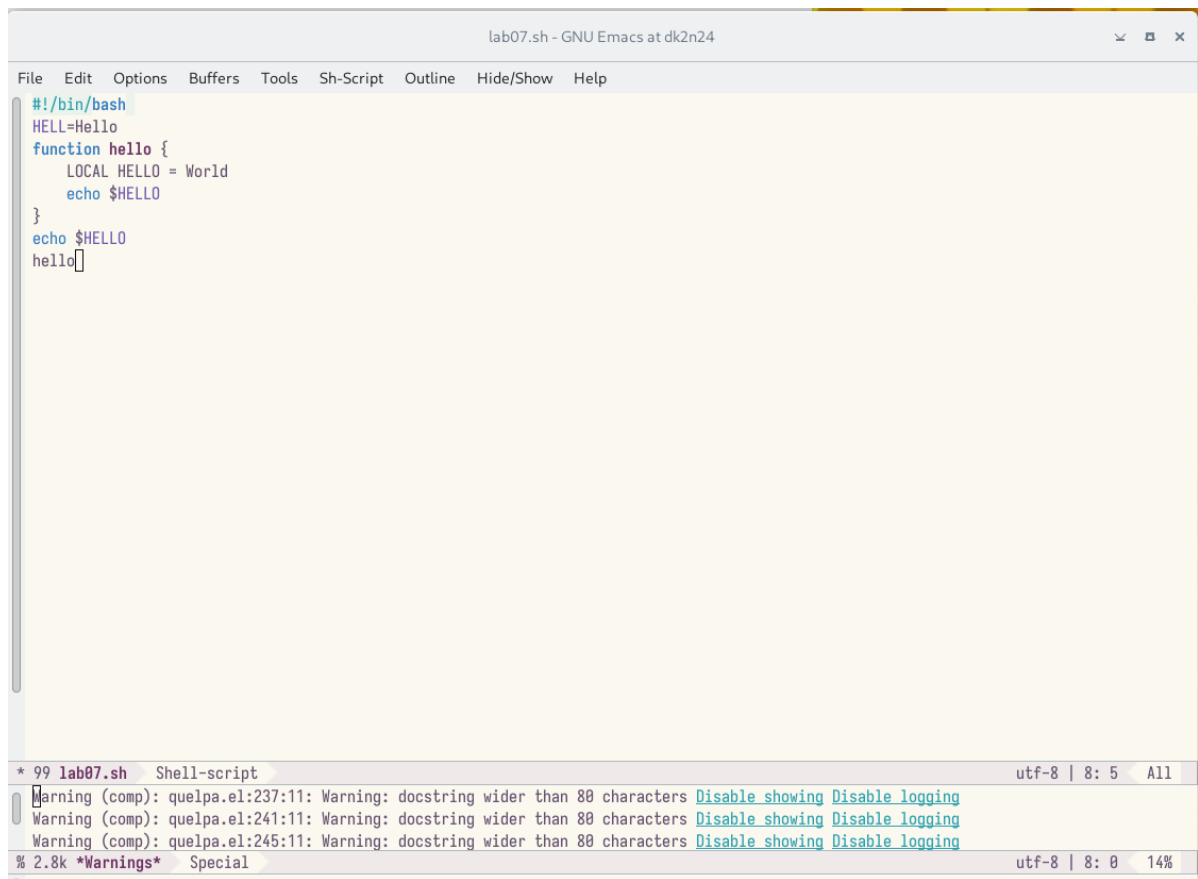 lab07.sh - GNU Emacs at dk2n24
File Edit Options Buffers Tools Sh-Script Outline Hide/Show Help
#!/bin/bash
HELL=Hello
function hello {
    LOCAL HELLO = World
    echo $HELLO
}
echo $HELLO
hello
* 99 lab07.sh Shell-script utf-8 | 8: 5 All
Warning (comp): quelpa.el:237:11: Warning: docstring wider than 80 characters Disable showing Disable logging
Warning (comp): quelpa.el:241:11: Warning: docstring wider than 80 characters Disable showing Disable logging
Warning (comp): quelpa.el:245:11: Warning: docstring wider than 80 characters Disable showing Disable logging
% 2.8k *Warnings* Special utf-8 | 8: 0 14%